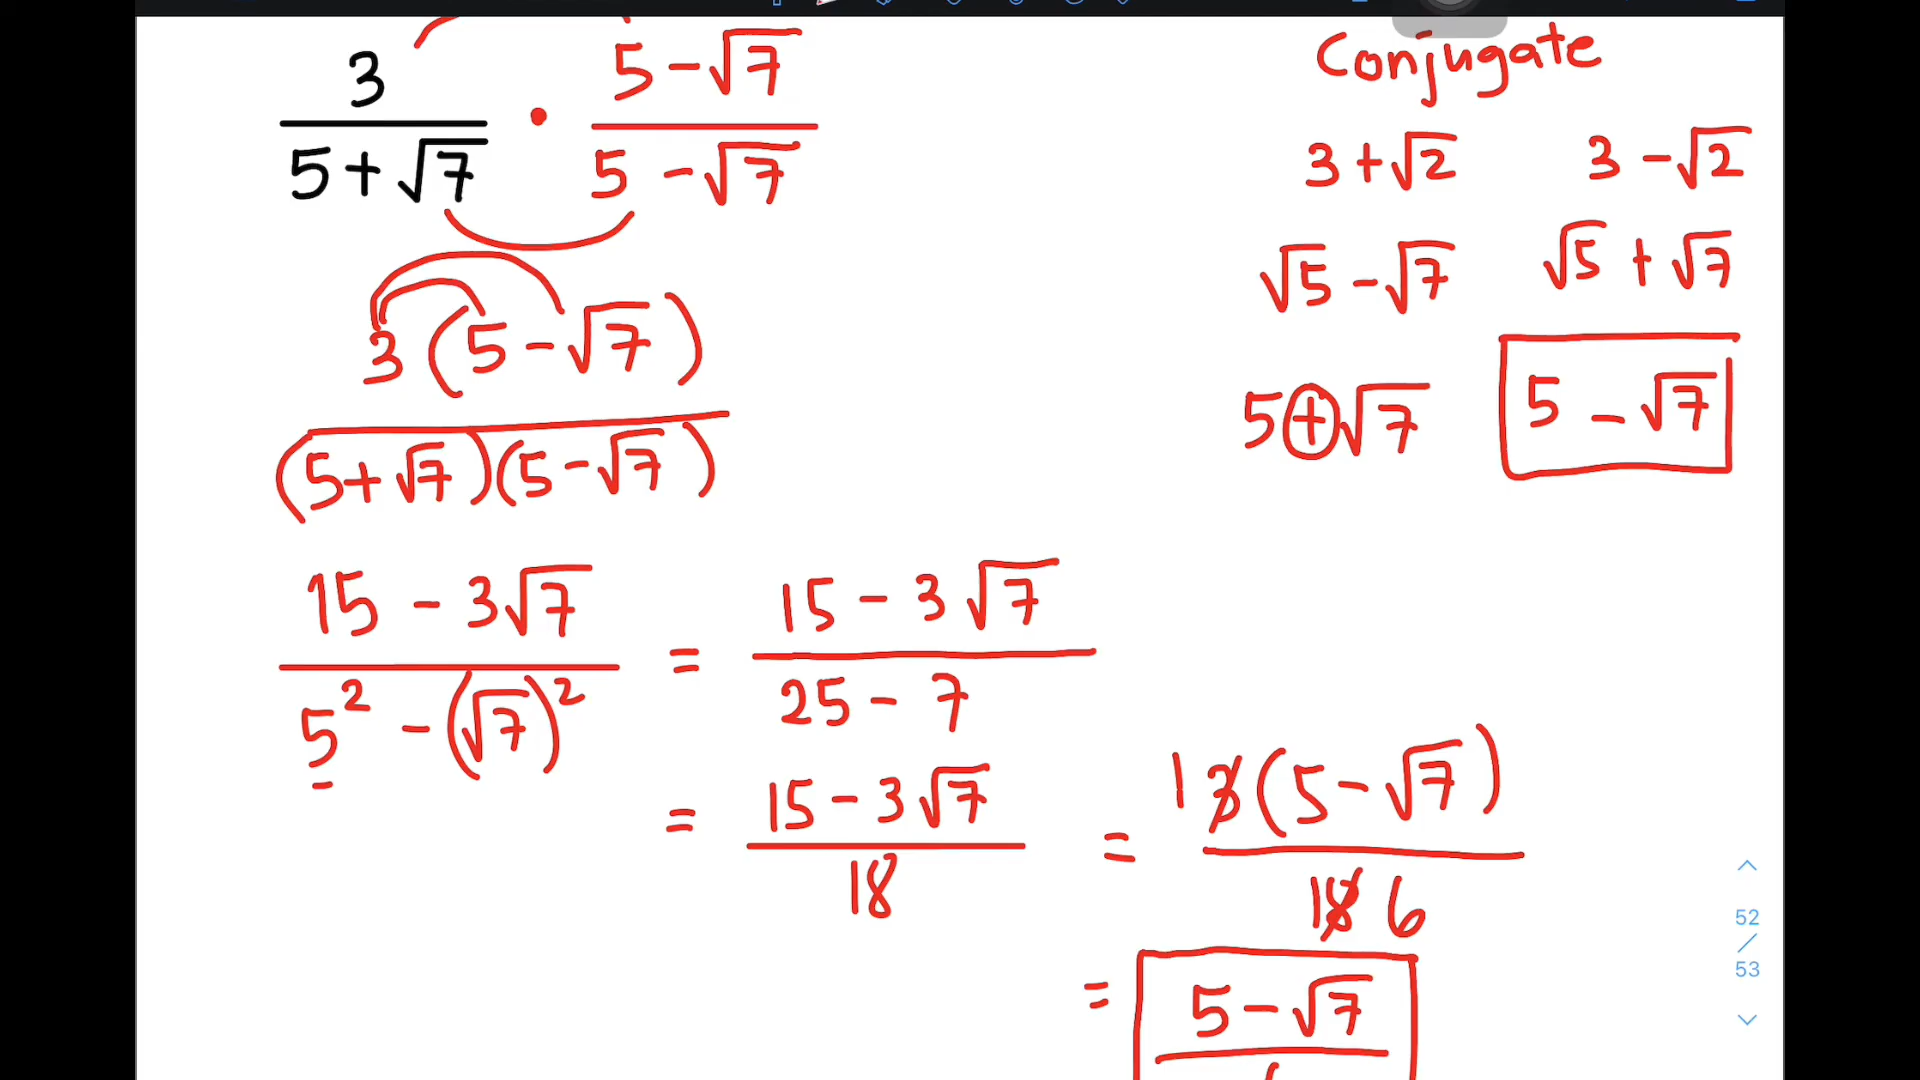 3/(5+√7) · (5-√7)/(5-√7)
Conjugate
3+√2 3-√2
√5-√7 √5+√7
5+√7 5-√7
3(5-√7)/((5+√7)(5-√7))
(15-3√7)/(5²-(√7)²) = (15-3√7)/(25-7)
= (15-3√7)/18 = 1 3(5-√7)/(18 6)
= 5-√7
52
/
53